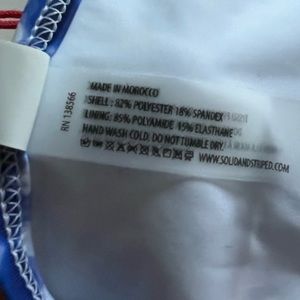 MADE IN MOROCCO
SHELL: 82% POLYESTER 18% SPANDEX
LINING: 85% POLYAMIDE 15% ELASTHANE
HAND WASH COLD. DO NOT TUMBLE DRY.
WWW.SOLIDANDSTRIPED.COM
RN 138566